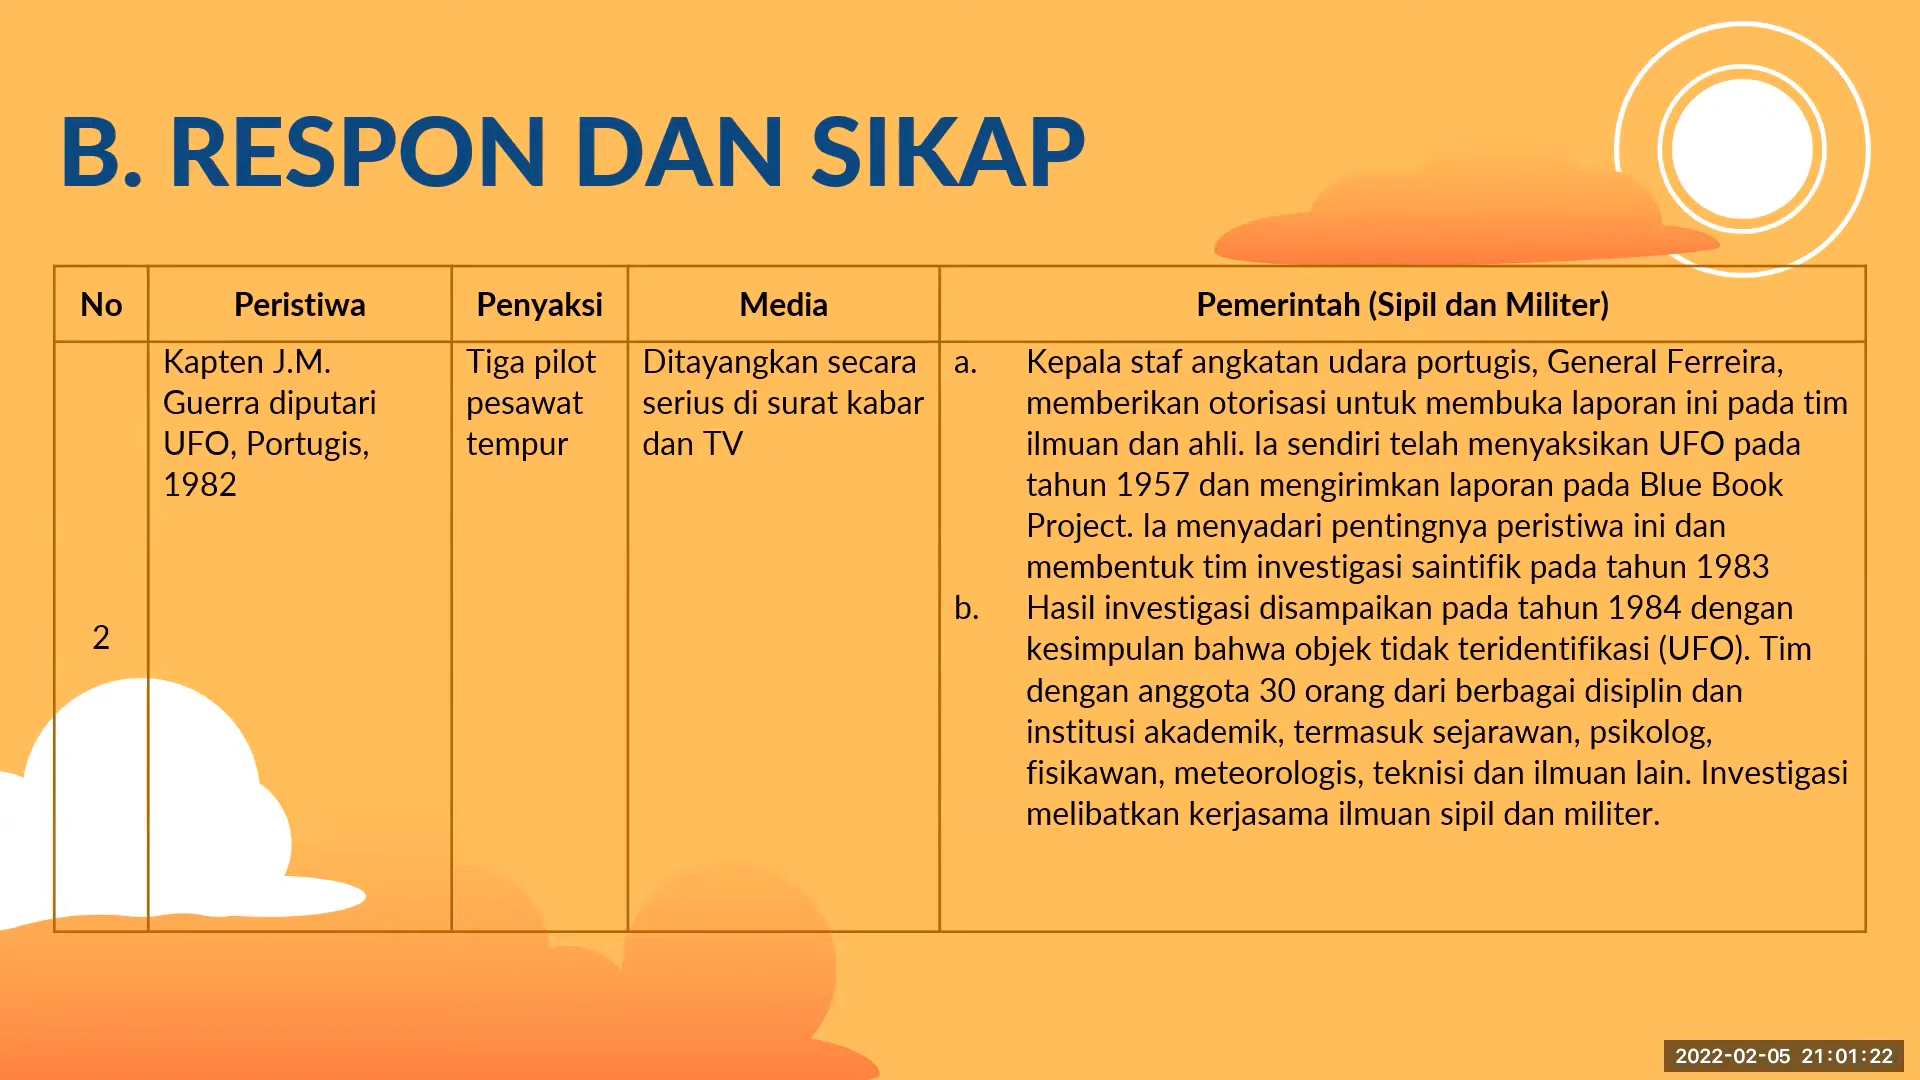 B. RESPON DAN SIKAP
No
Peristiwa
Penyaksi
Media
Pemerintah (Sipil dan Militer)
2
Kapten J.M.
Guerra diputari
UFO, Portugis,
1982
Tiga pilot
pesawat
tempur
Ditayangkan secara
serius di surat kabar
dan TV
a. Kepala staf angkatan udara portugis, General Ferreira,
memberikan otorisasi untuk membuka laporan ini pada tim
ilmuan dan ahli. Ia sendiri telah menyaksikan UFO pada
tahun 1957 dan mengirimkan laporan pada Blue Book
Project. Ia menyadari pentingnya peristiwa ini dan
membentuk tim investigasi saintifik pada tahun 1983
b. Hasil investigasi disampaikan pada tahun 1984 dengan
kesimpulan bahwa objek tidak teridentifikasi (UFO). Tim
dengan anggota 30 orang dari berbagai disiplin dan
institusi akademik, termasuk sejarawan, psikolog,
fisikawan, meteorologis, teknisi dan ilmuan lain. Investigasi
melibatkan kerjasama ilmuan sipil dan militer.
2022-02-05 21:01:22